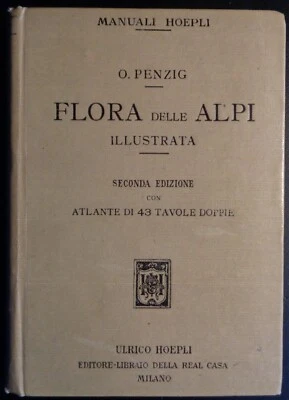 MANUALI HOEPLI
O. PENZIG
FLORA DELLE ALPI
ILLUSTRATA
SECONDA EDIZIONE
CON
ATLANTE DI 43 TAVOLE DOPPIE
ULRICO HOEPLI
EDITORE-LIBRAIO DELLA REAL CASA
MILANO